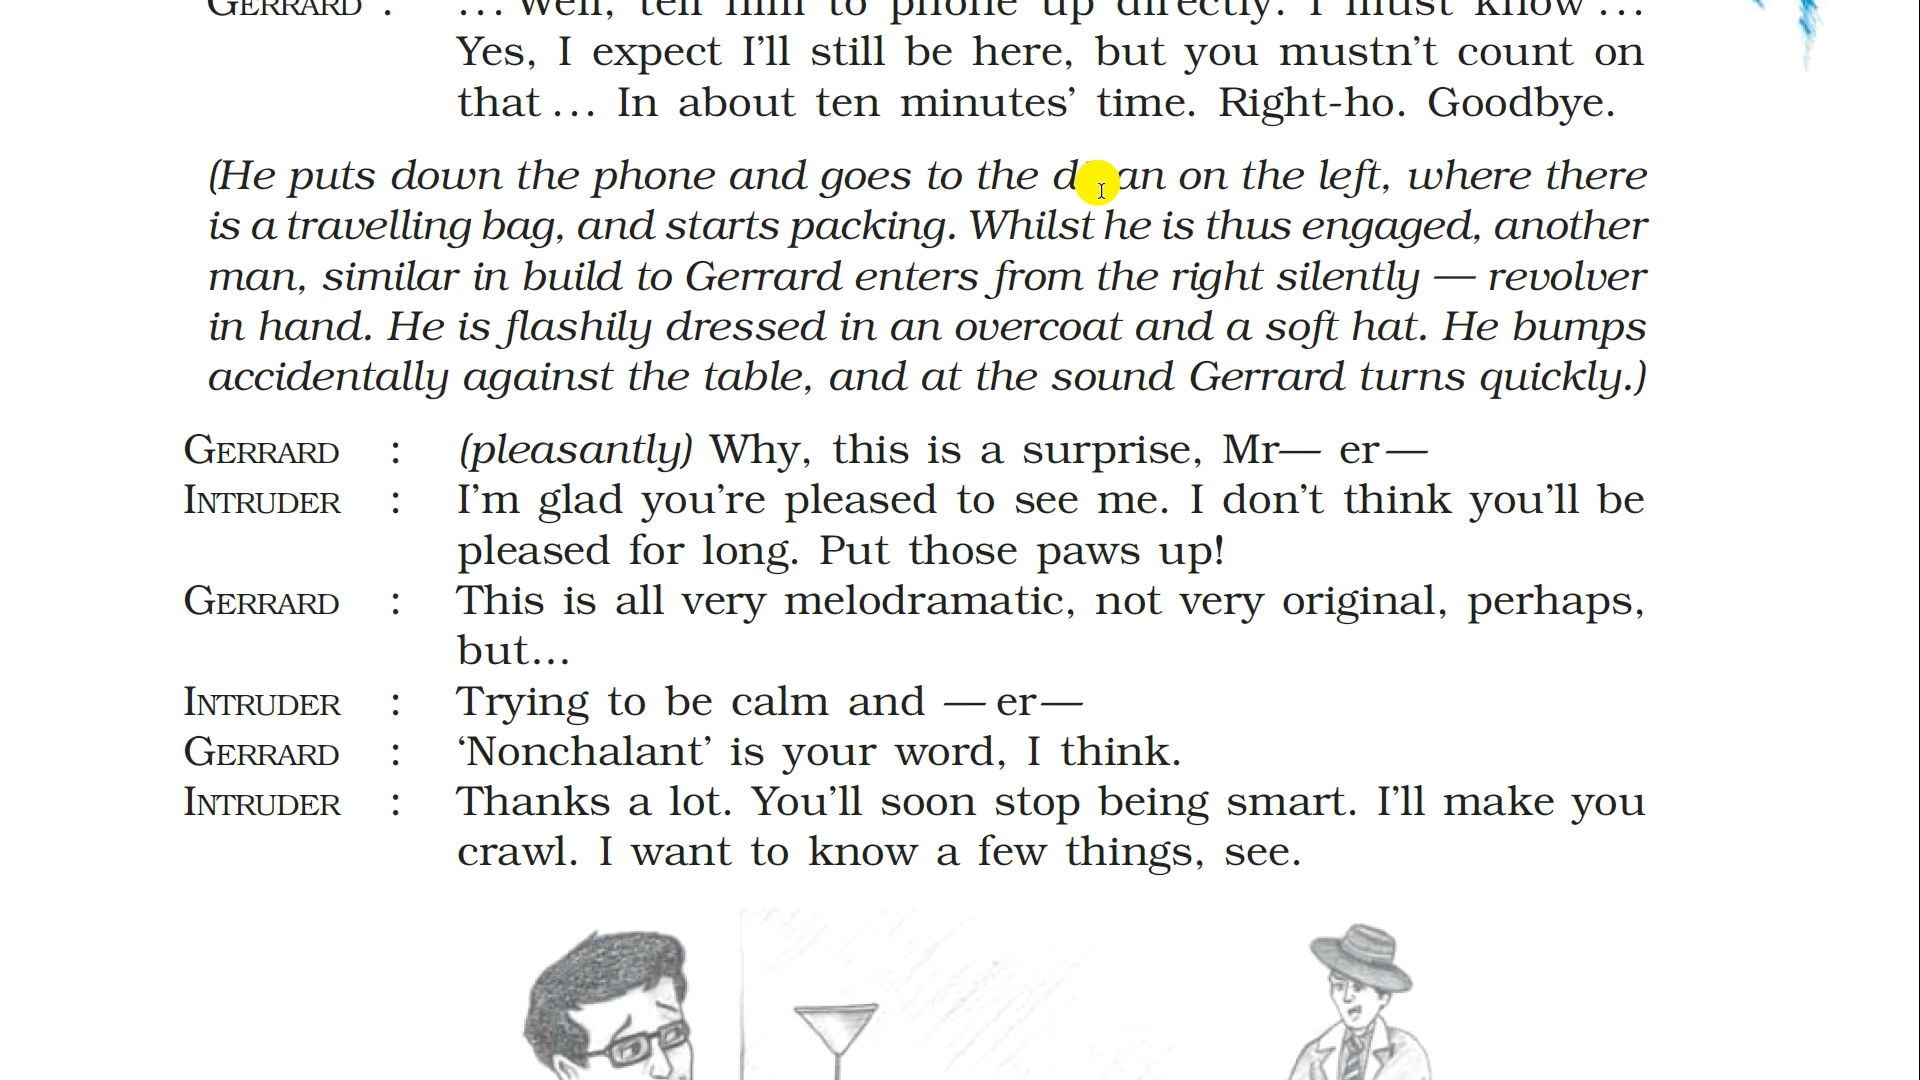 GERRARD : ... Well, tell him to phone up directly. I must know ...
Yes, I expect I'll still be here, but you mustn't count on
that ... In about ten minutes' time. Right-ho. Goodbye.
(He puts down the phone and goes to the on the left, where there
is a travelling bag, and starts packing. Whilst he is thus engaged, another
man, similar in build to Gerrard enters from the right silently — revolver
in hand. He is flashily dressed in an overcoat and a soft hat. He bumps
accidentally against the table, and at the sound Gerrard turns quickly.)
GERRARD : (pleasantly) Why, this is a surprise, Mr— er —
INTRUDER : I'm glad you're pleased to see me. I don't think you'll be
pleased for long. Put those paws up!
GERRARD : This is all very melodramatic, not very original, perhaps,
but...
INTRUDER : Trying to be calm and — er —
GERRARD : 'Nonchalant' is your word, I think.
INTRUDER : Thanks a lot. You'll soon stop being smart. I'll make you
crawl. I want to know a few things, see.